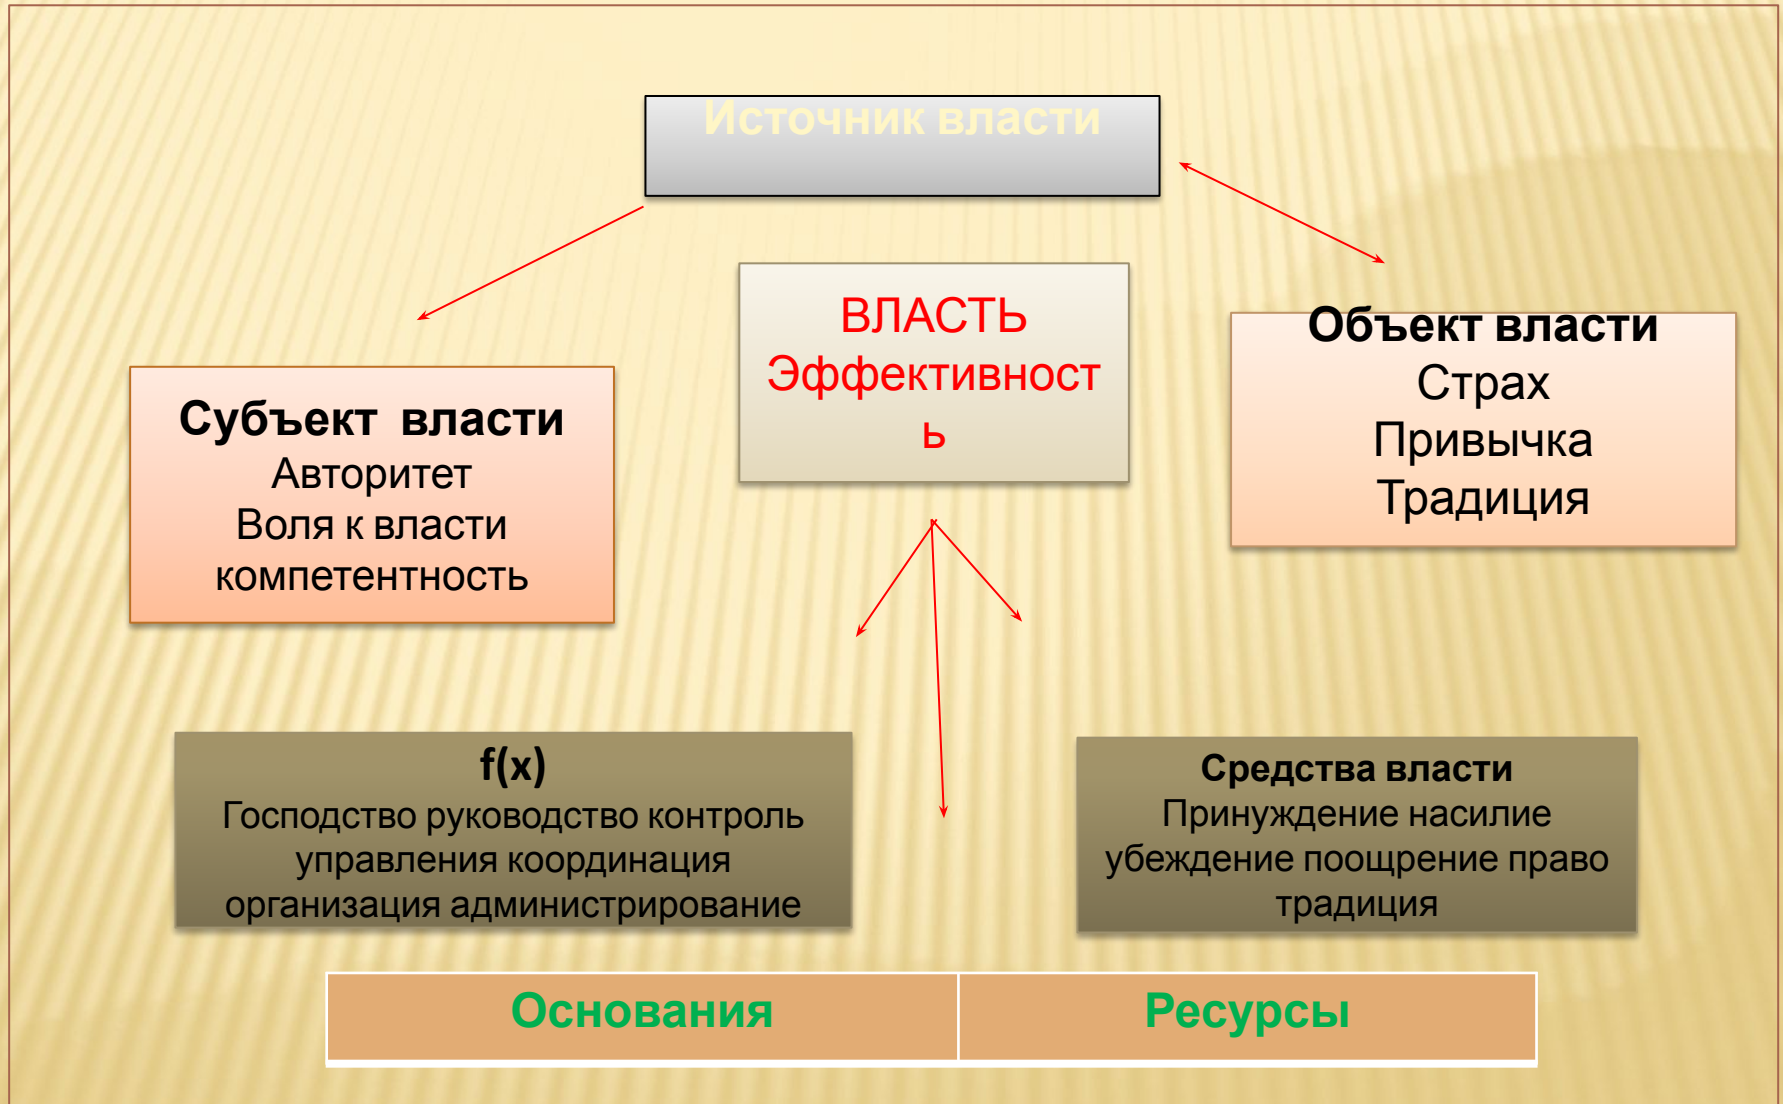 Источник власти
ВЛАСТЬ
Эффективност
ь
Объект власти
Страх
Привычка
Традиция
Субъект власти
Авторитет
Воля к власти
компетентность
f(x)
Господство руководство контроль
управления координация
организация администрирование
Средства власти
Принуждение насилие
убеждение поощрение право
традиция
Основания
Ресурсы